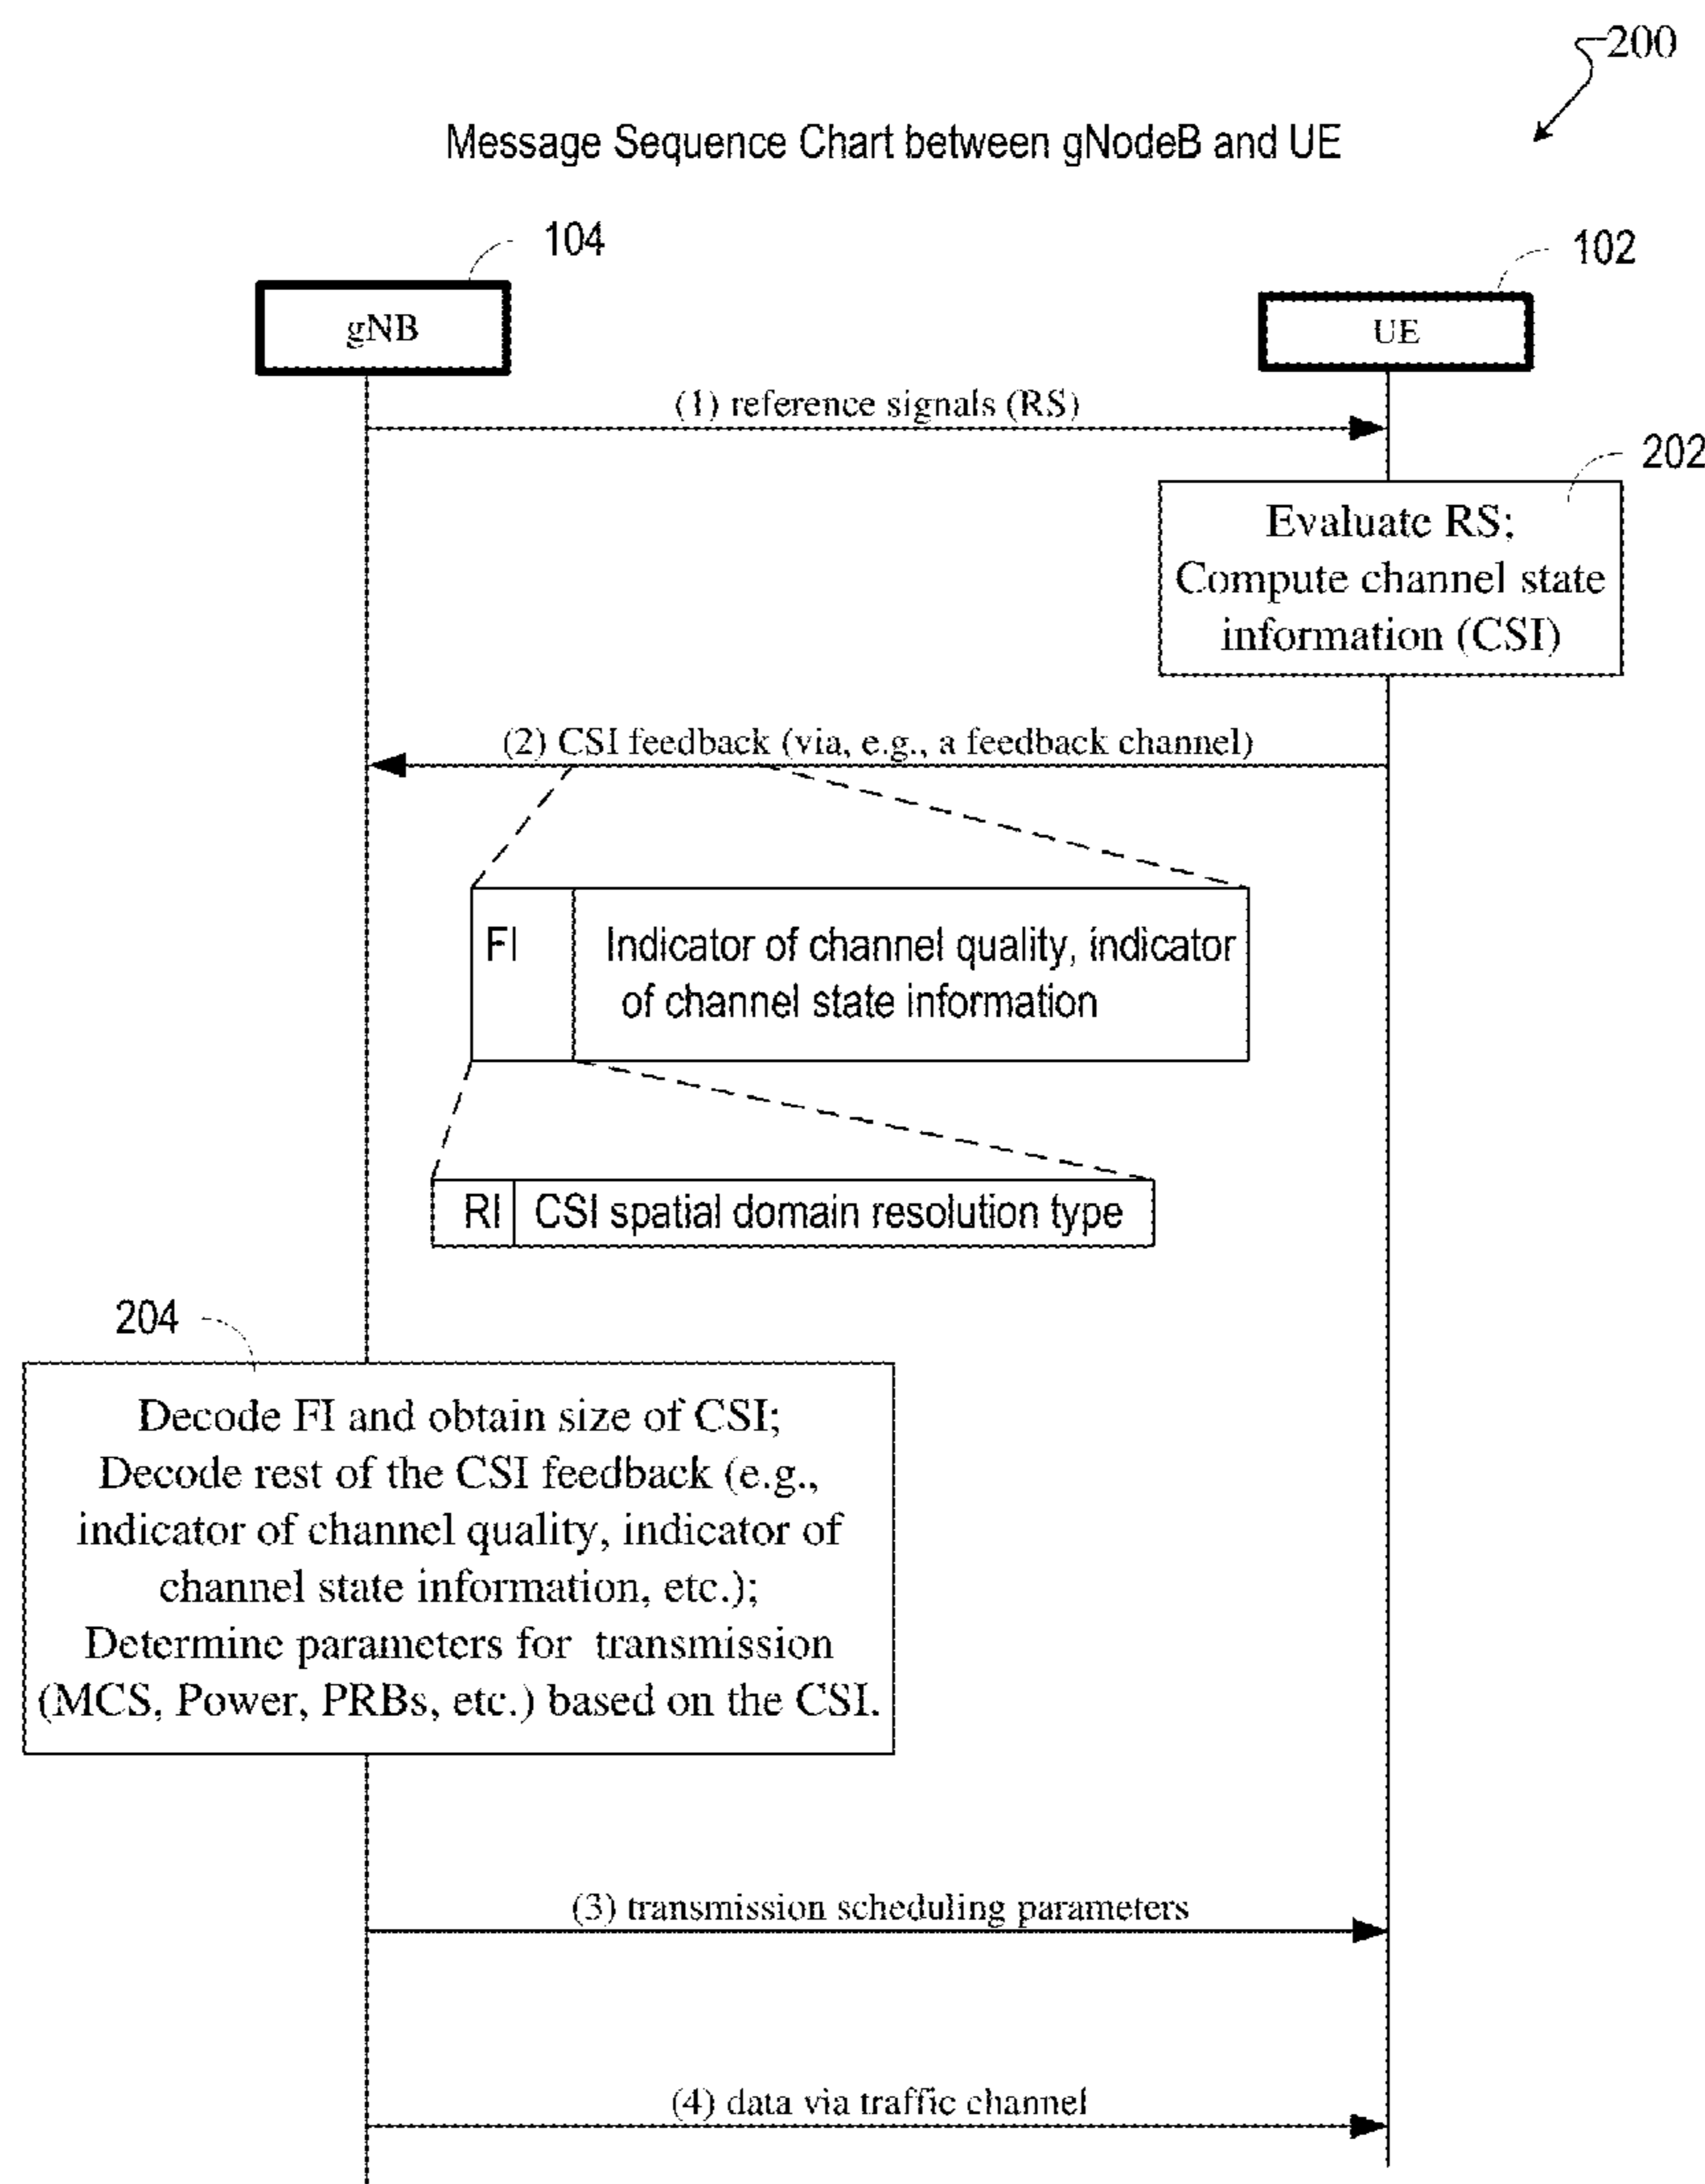 200
Message Sequence Chart between gNodeB and UE
104
102
gNB
UE
(1) reference signals (RS)
202
Evaluate RS;
Compute channel state
information (CSI)
(2) CSI feedback (via, e.g., a feedback channel)
FI
Indicator of channel quality, indicator
of channel state information
RI
CSI spatial domain resolution type
204
Decode FI and obtain size of CSI;
Decode rest of the CSI feedback (e.g.,
indicator of channel quality, indicator of
channel state information, etc.);
Determine parameters for transmission
(MCS, Power, PRBs, etc.) based on the CSI.
(3) transmission scheduling parameters
(4) data via traffic channel